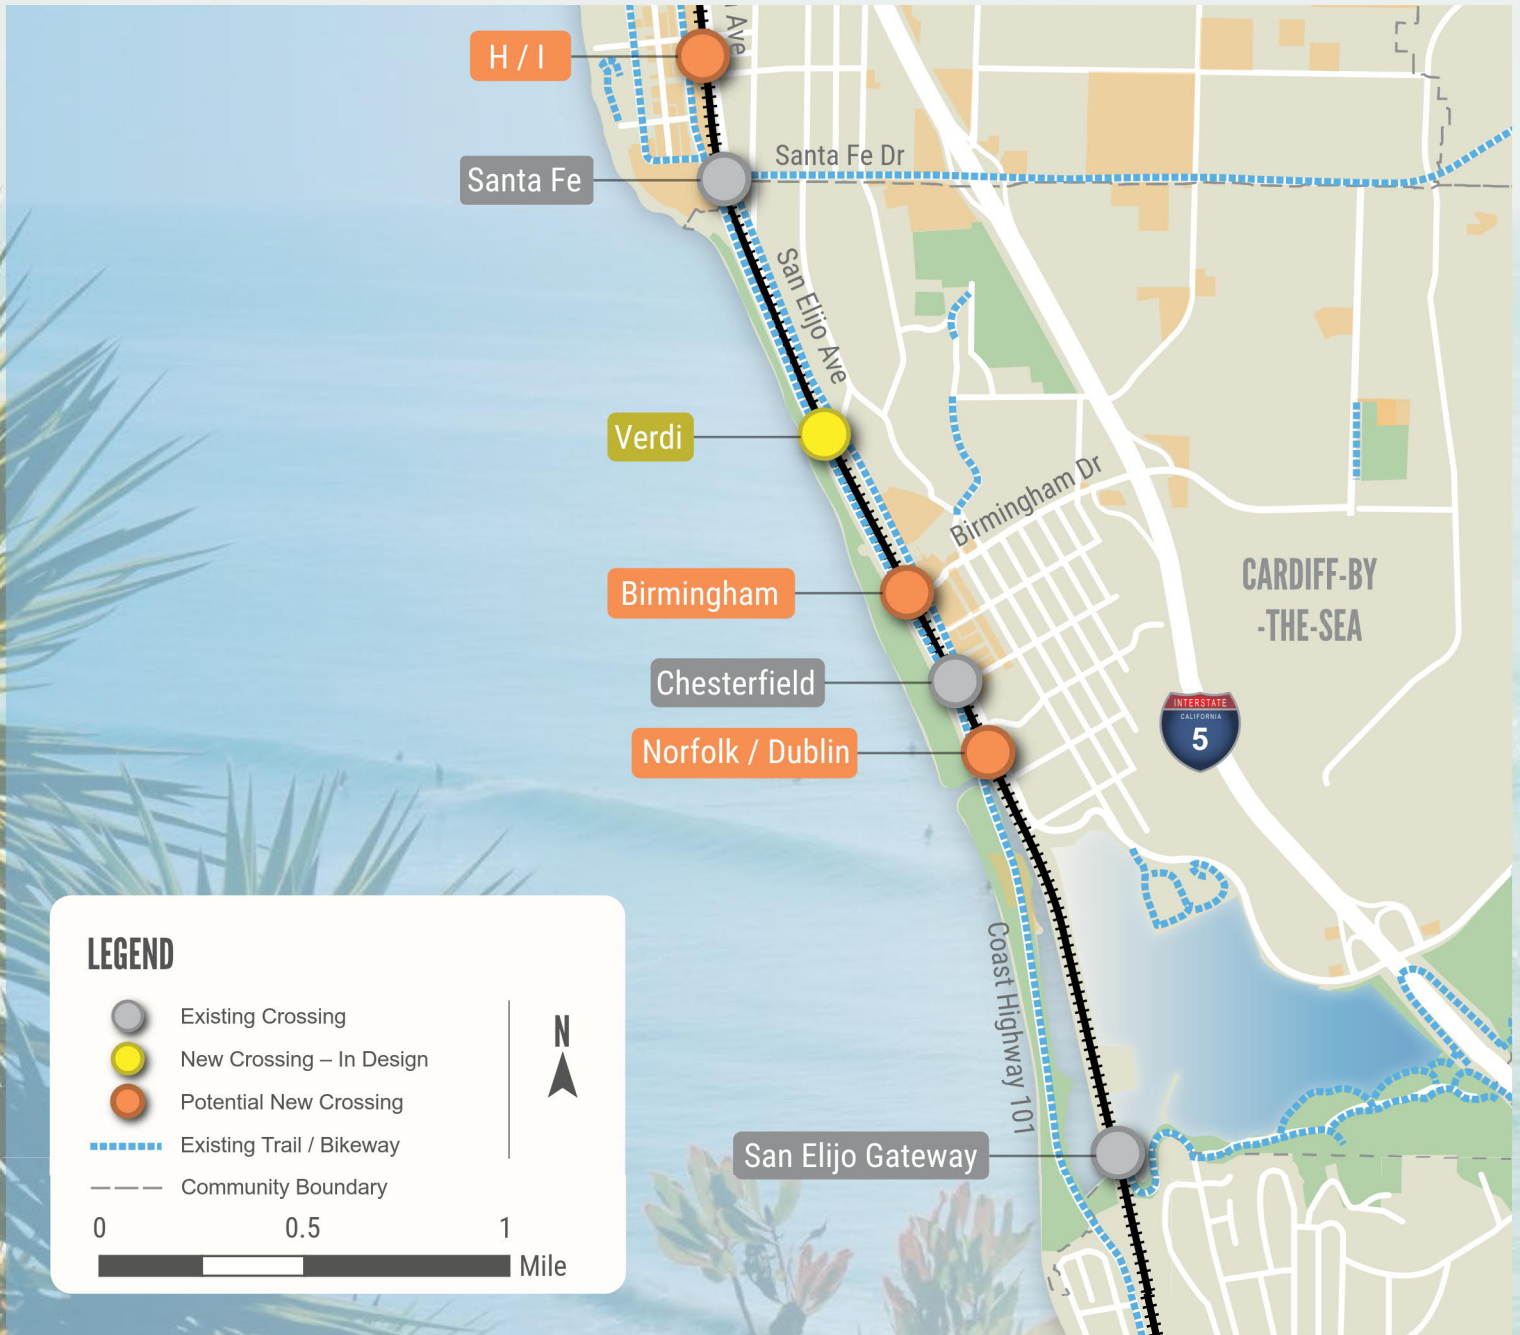 Ave
H / I
Santa Fe
Santa Fe Dr
San Elijo Ave
Verdi
Birmingham Dr
Birmingham
CARDIFF-BY
-THE-SEA
Chesterfield
INTERSTATE
CALIFORNIA
5
Norfolk / Dublin
Coast Highway 101
San Elijo Gateway
LEGEND
Existing Crossing
New Crossing – In Design
Potential New Crossing
Existing Trail / Bikeway
Community Boundary
N
0 0.5 1
Mile